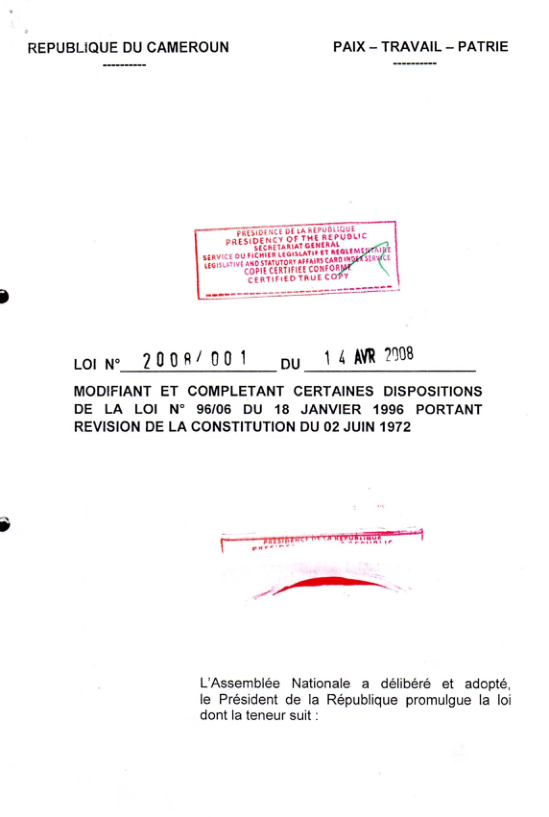 REPUBLIQUE DU CAMEROUN
PAIX – TRAVAIL – PATRIE
----------
----------
PRESIDENCE DE LA REPUBLIQUE
PRESIDENCY OF THE REPUBLIC
SECRETARIAT GENERAL
SERVICE DU FICHIER LEGISLATIF ET REGLEMENTAIRE
LEGISLATIVE AND STATUTORY AFFAIRS CARD INDEX SERVICE
COPIE CERTIFIEE CONFORME
CERTIFIED TRUE COPY
LOI N° 2008/001 DU 14 AVR 2008
MODIFIANT ET COMPLETANT CERTAINES DISPOSITIONS
DE LA LOI N° 96/06 DU 18 JANVIER 1996 PORTANT
REVISION DE LA CONSTITUTION DU 02 JUIN 1972
PRESIDENCE DE LA REPUBLIQUE
L'Assemblée Nationale a délibéré et adopté,
le Président de la République promulgue la loi
dont la teneur suit :